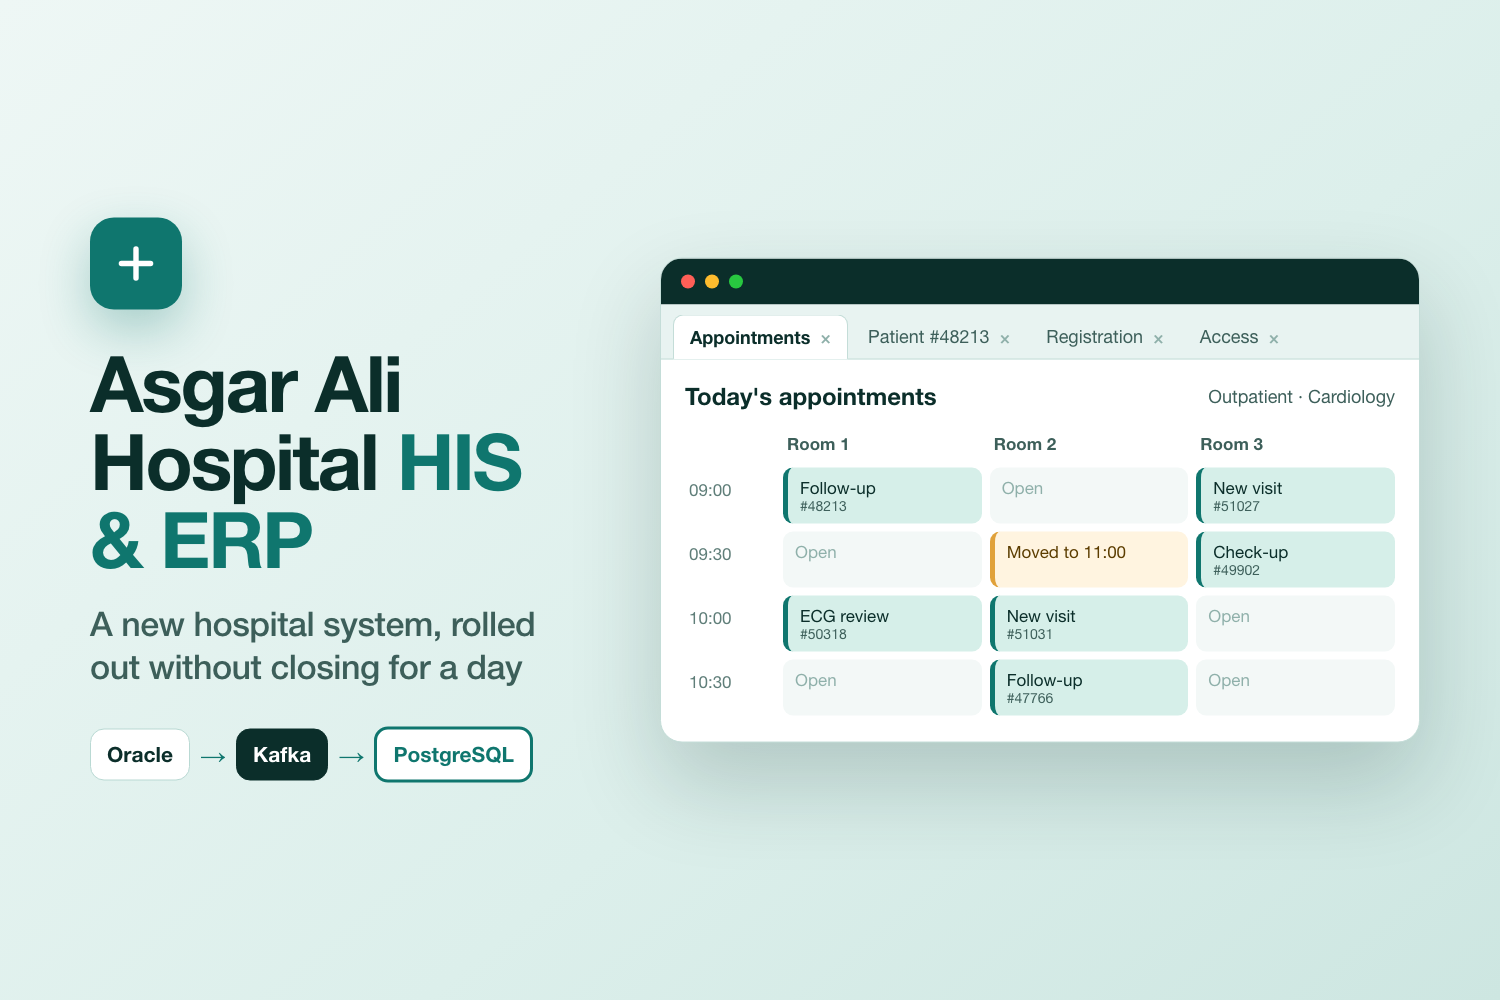 Asgar Ali
Hospital HIS
& ERP
A new hospital system, rolled
out without closing for a day
Oracle → Kafka → PostgreSQL
Appointments × Patient #48213 × Registration × Access ×
Today's appointments
Outpatient · Cardiology
Room 1 Room 2 Room 3
09:00 Follow-up Open New visit
#48213 #51027
09:30 Open Moved to 11:00 Check-up
#49902
10:00 ECG review New visit Open
#50318 #51031
10:30 Open Follow-up Open
#47766